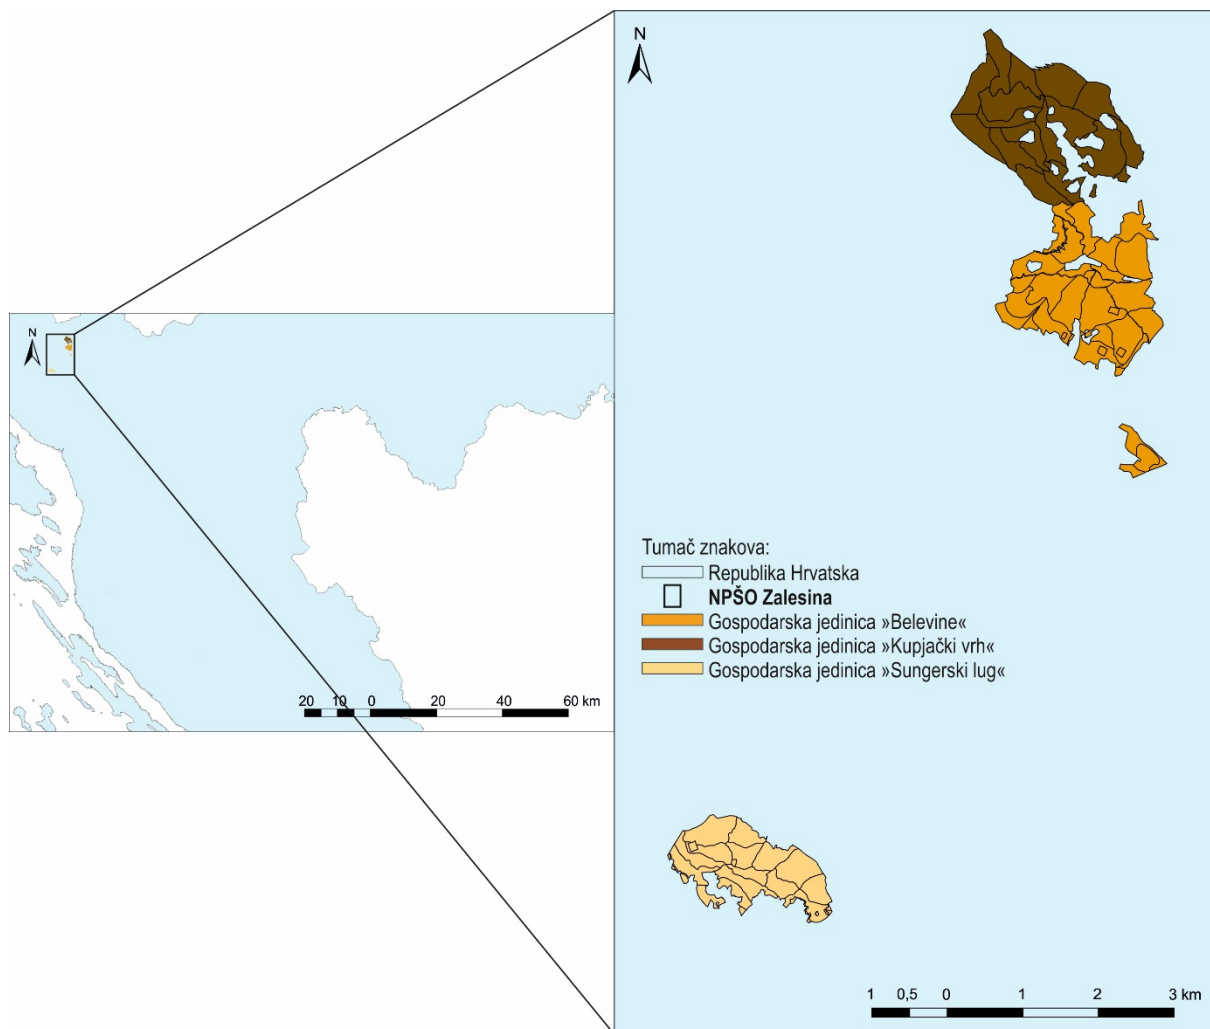 N
N
Tumač znakova:
Republika Hrvatska
NPŠO Zalesina
Gospodarska jedinica »Belevine«
Gospodarska jedinica »Kupjački vrh«
Gospodarska jedinica »Sungerski lug«
20 10 0 20 40 60 km
1 0,5 0 1 2 3 km